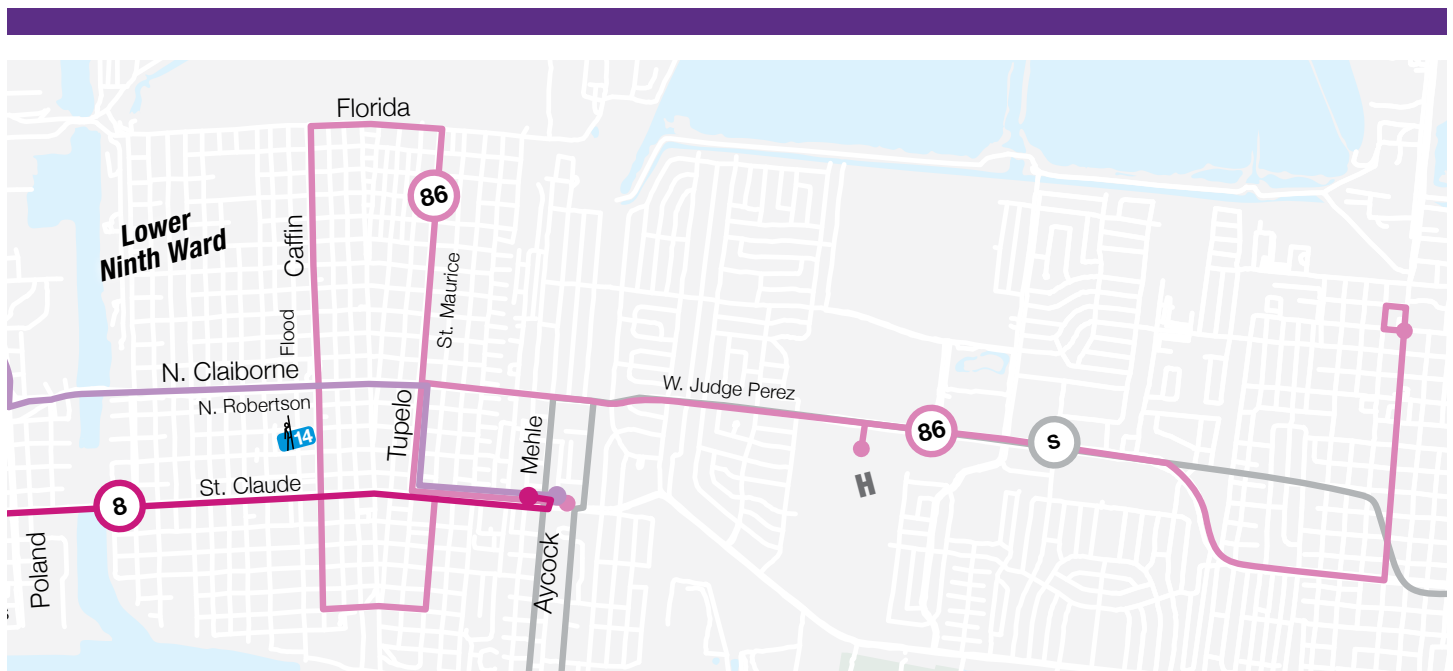 Florida
86
Lower
Ninth Ward
Caffin
St. Maurice
Flood
N. Claiborne
W. Judge Perez
N. Robertson
Tupelo
14
Mehle
86
S
St. Claude
H
8
Poland
Aycock